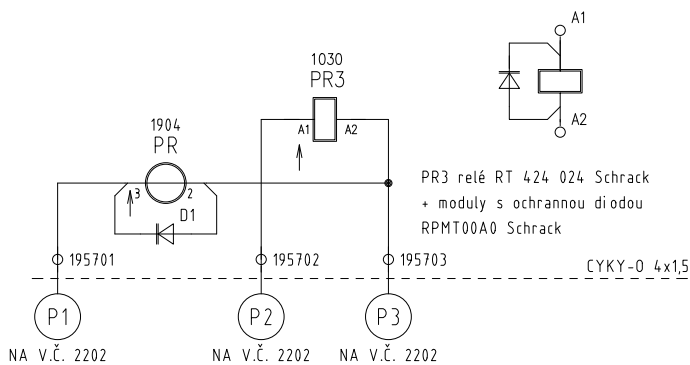 A1
A2
1030
PR3
A1
A2
1904
PR
3
2
D1
PR3 relé RT 424 024 Schrack
+ moduly s ochrannou diodou
RPMT00A0 Schrack
195701
195702
195703
CYKY-O 4x1,5
P1
P2
P3
NA V.Č. 2202
NA V.Č. 2202
NA V.Č. 2202